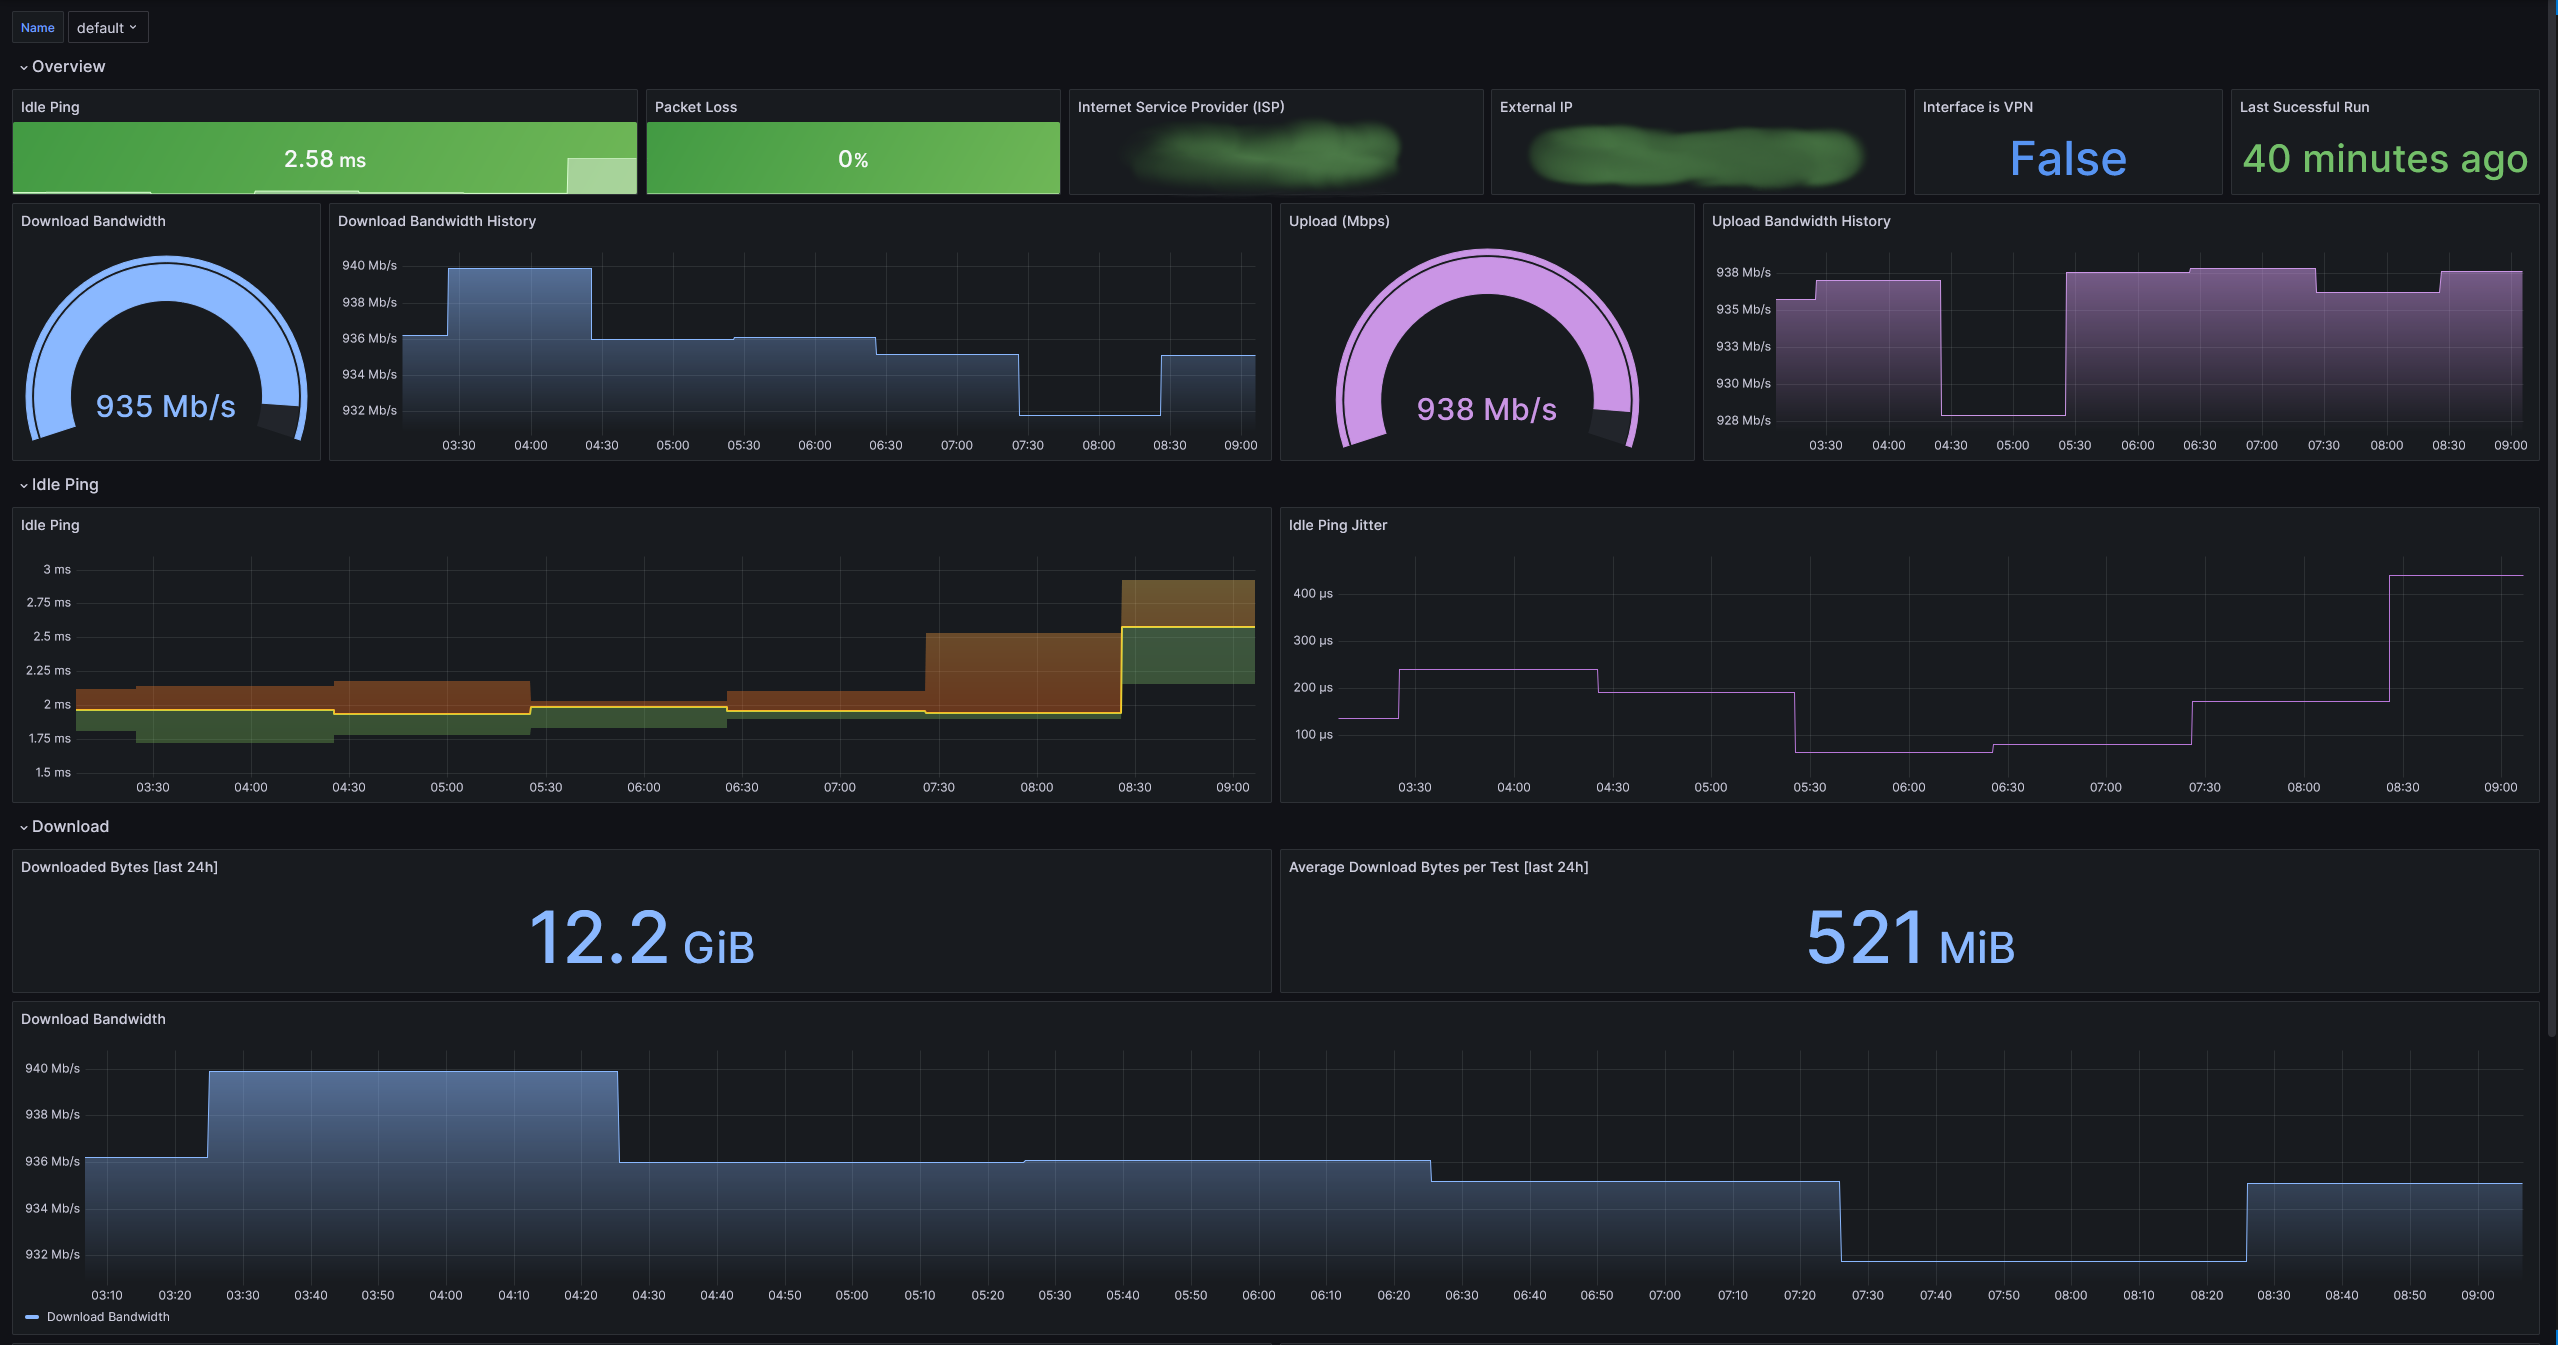 Name default
Overview
Idle Ping
2.58 ms
Packet Loss
0%
Internet Service Provider (ISP)
External IP
Interface is VPN
False
Last Sucessful Run
40 minutes ago
Download Bandwidth
935 Mb/s
Download Bandwidth History
940 Mb/s
938 Mb/s
936 Mb/s
934 Mb/s
932 Mb/s
03:30 04:00 04:30 05:00 05:30 06:00 06:30 07:00 07:30 08:00 08:30 09:00
Upload (Mbps)
938 Mb/s
Upload Bandwidth History
938 Mb/s
935 Mb/s
933 Mb/s
930 Mb/s
928 Mb/s
03:30 04:00 04:30 05:00 05:30 06:00 06:30 07:00 07:30 08:00 08:30 09:00
Idle Ping
Idle Ping
3 ms
2.75 ms
2.5 ms
2.25 ms
2 ms
1.75 ms
1.5 ms
03:30 04:00 04:30 05:00 05:30 06:00 06:30 07:00 07:30 08:00 08:30 09:00
Idle Ping Jitter
400 µs
300 µs
200 µs
100 µs
03:30 04:00 04:30 05:00 05:30 06:00 06:30 07:00 07:30 08:00 08:30 09:00
Download
Downloaded Bytes [last 24h]
12.2 GiB
Average Download Bytes per Test [last 24h]
521 MiB
Download Bandwidth
940 Mb/s
938 Mb/s
936 Mb/s
934 Mb/s
932 Mb/s
03:10 03:20 03:30 03:40 03:50 04:00 04:10 04:20 04:30 04:40 04:50 05:00 05:10 05:20 05:30 05:40 05:50 06:00 06:10 06:20 06:30 06:40 06:50 07:00 07:10 07:20 07:30 07:40 07:50 08:00 08:10 08:20 08:30 08:40 08:50 09:00
Download Bandwidth